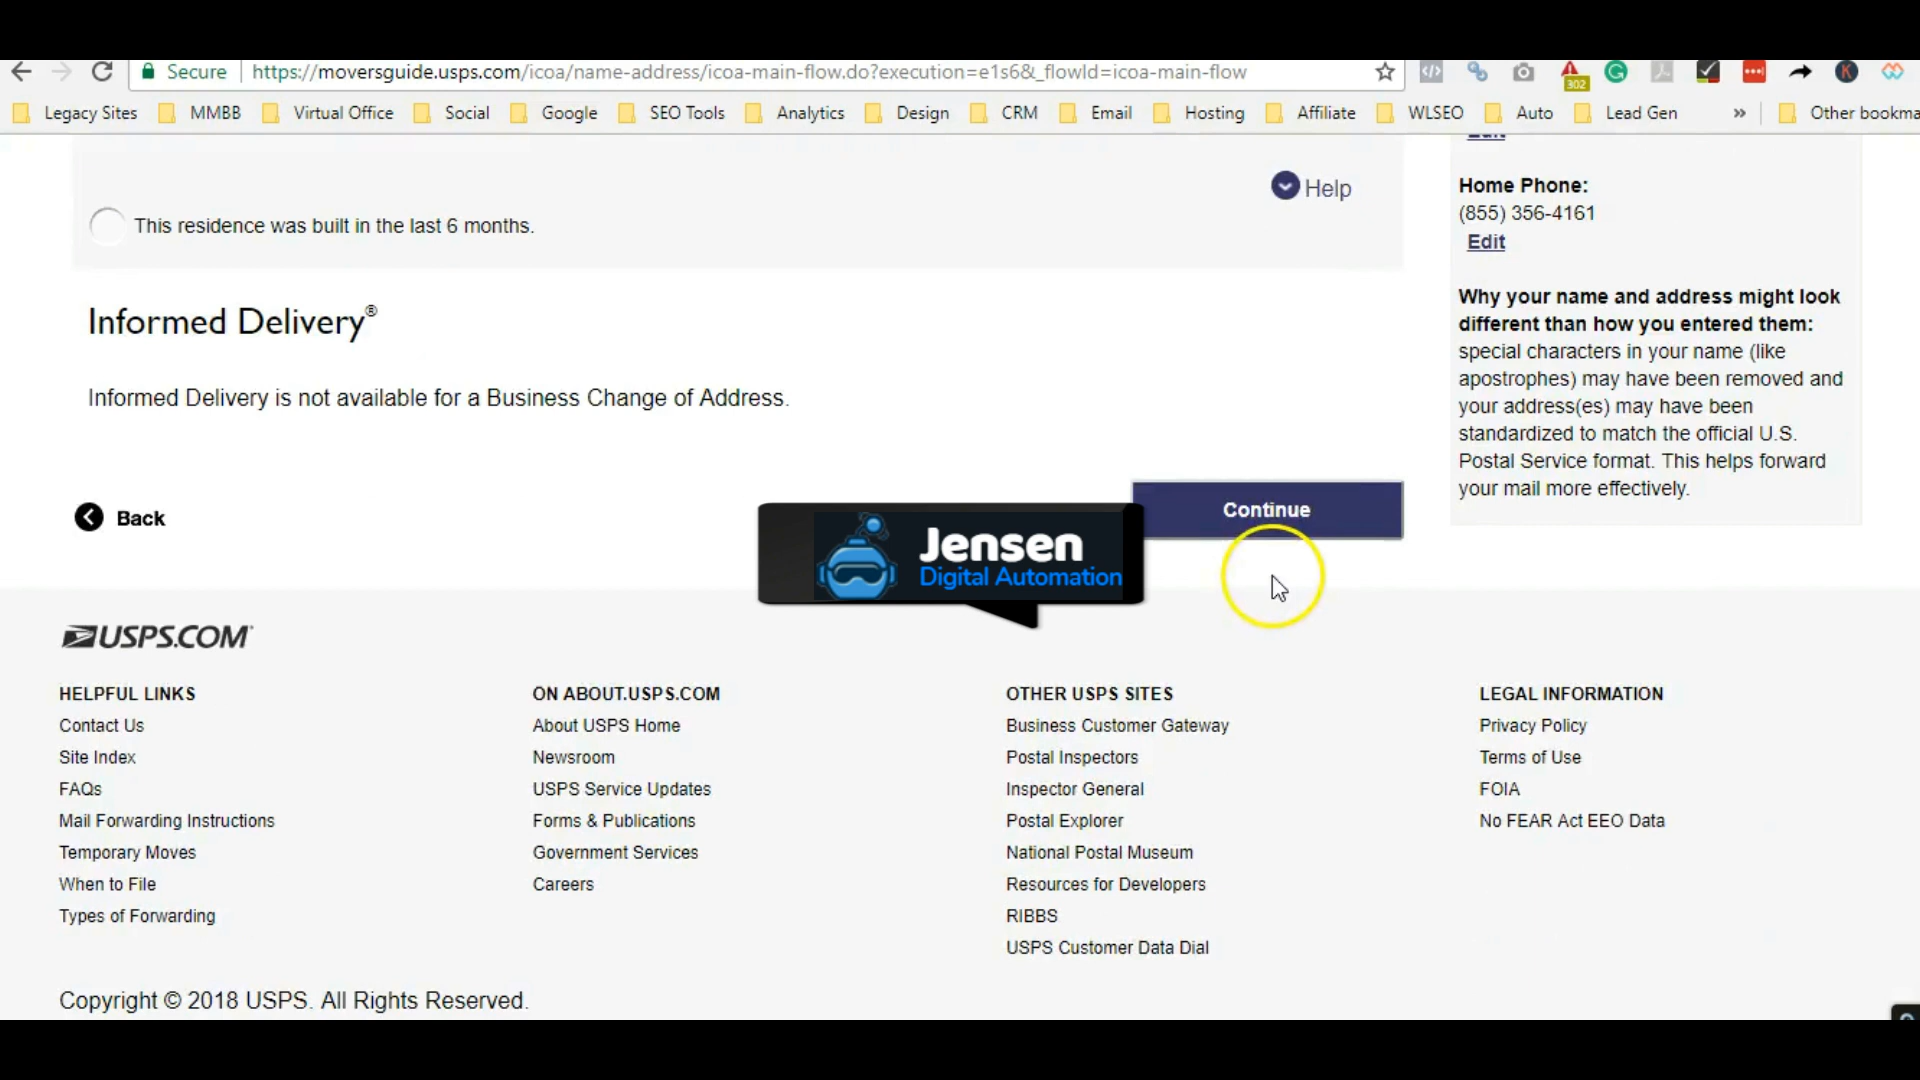 Secure https://moversguide.usps.com/icoa/name-address/icoa-main-flow.do?execution=e1s6&_flowId=icoa-main-flow
302
Legacy Sites MMBB Virtual Office Social Google SEO Tools Analytics Design CRM Email Hosting Affiliate WLSEO Auto Lead Gen » Other bookma
Edit
Help
This residence was built in the last 6 months.
Home Phone:
(855) 356-4161
Edit
Informed Delivery®
Informed Delivery is not available for a Business Change of Address.
Why your name and address might look
different than how you entered them:
special characters in your name (like
apostrophes) may have been removed and
your address(es) may have been
standardized to match the official U.S.
Postal Service format. This helps forward
your mail more effectively.
Back
Continue
Jensen
Digital Automation
USPS.COM
HELPFUL LINKS
Contact Us
Site Index
FAQs
Mail Forwarding Instructions
Temporary Moves
When to File
Types of Forwarding
ON ABOUT.USPS.COM
About USPS Home
Newsroom
USPS Service Updates
Forms & Publications
Government Services
Careers
OTHER USPS SITES
Business Customer Gateway
Postal Inspectors
Inspector General
Postal Explorer
National Postal Museum
Resources for Developers
RIBBS
USPS Customer Data Dial
LEGAL INFORMATION
Privacy Policy
Terms of Use
FOIA
No FEAR Act EEO Data
Copyright © 2018 USPS. All Rights Reserved.